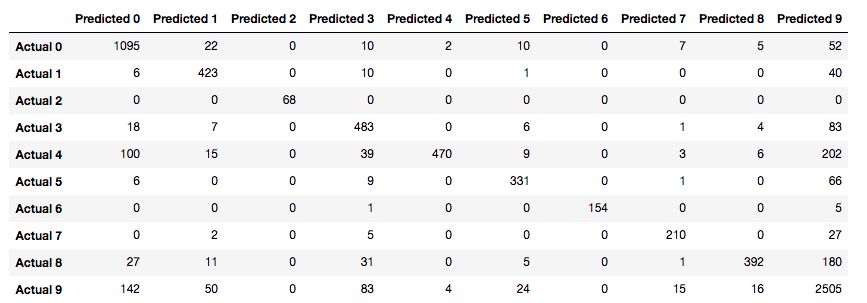 Predicted 0 Predicted 1 Predicted 2 Predicted 3 Predicted 4 Predicted 5 Predicted 6 Predicted 7 Predicted 8 Predicted 9
Actual 0 1095 22 0 10 2 10 0 7 5 52
Actual 1 6 423 0 10 0 1 0 0 0 40
Actual 2 0 0 68 0 0 0 0 0 0 0
Actual 3 18 7 0 483 0 6 0 1 4 83
Actual 4 100 15 0 39 470 9 0 3 6 202
Actual 5 6 0 0 9 0 331 0 1 0 66
Actual 6 0 0 0 1 0 0 154 0 0 5
Actual 7 0 2 0 5 0 0 0 210 0 27
Actual 8 27 11 0 31 0 5 0 1 392 180
Actual 9 142 50 0 83 4 24 0 15 16 2505